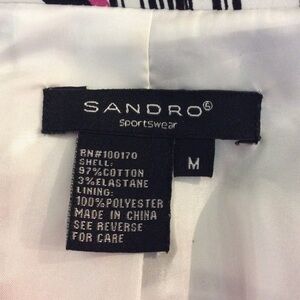 SANDRO®
Sportswear
RN#100170
SHELL:
97%COTTON
3%ELASTANE
LINING:
100%POLYESTER
MADE IN CHINA
SEE REVERSE
FOR CARE
M